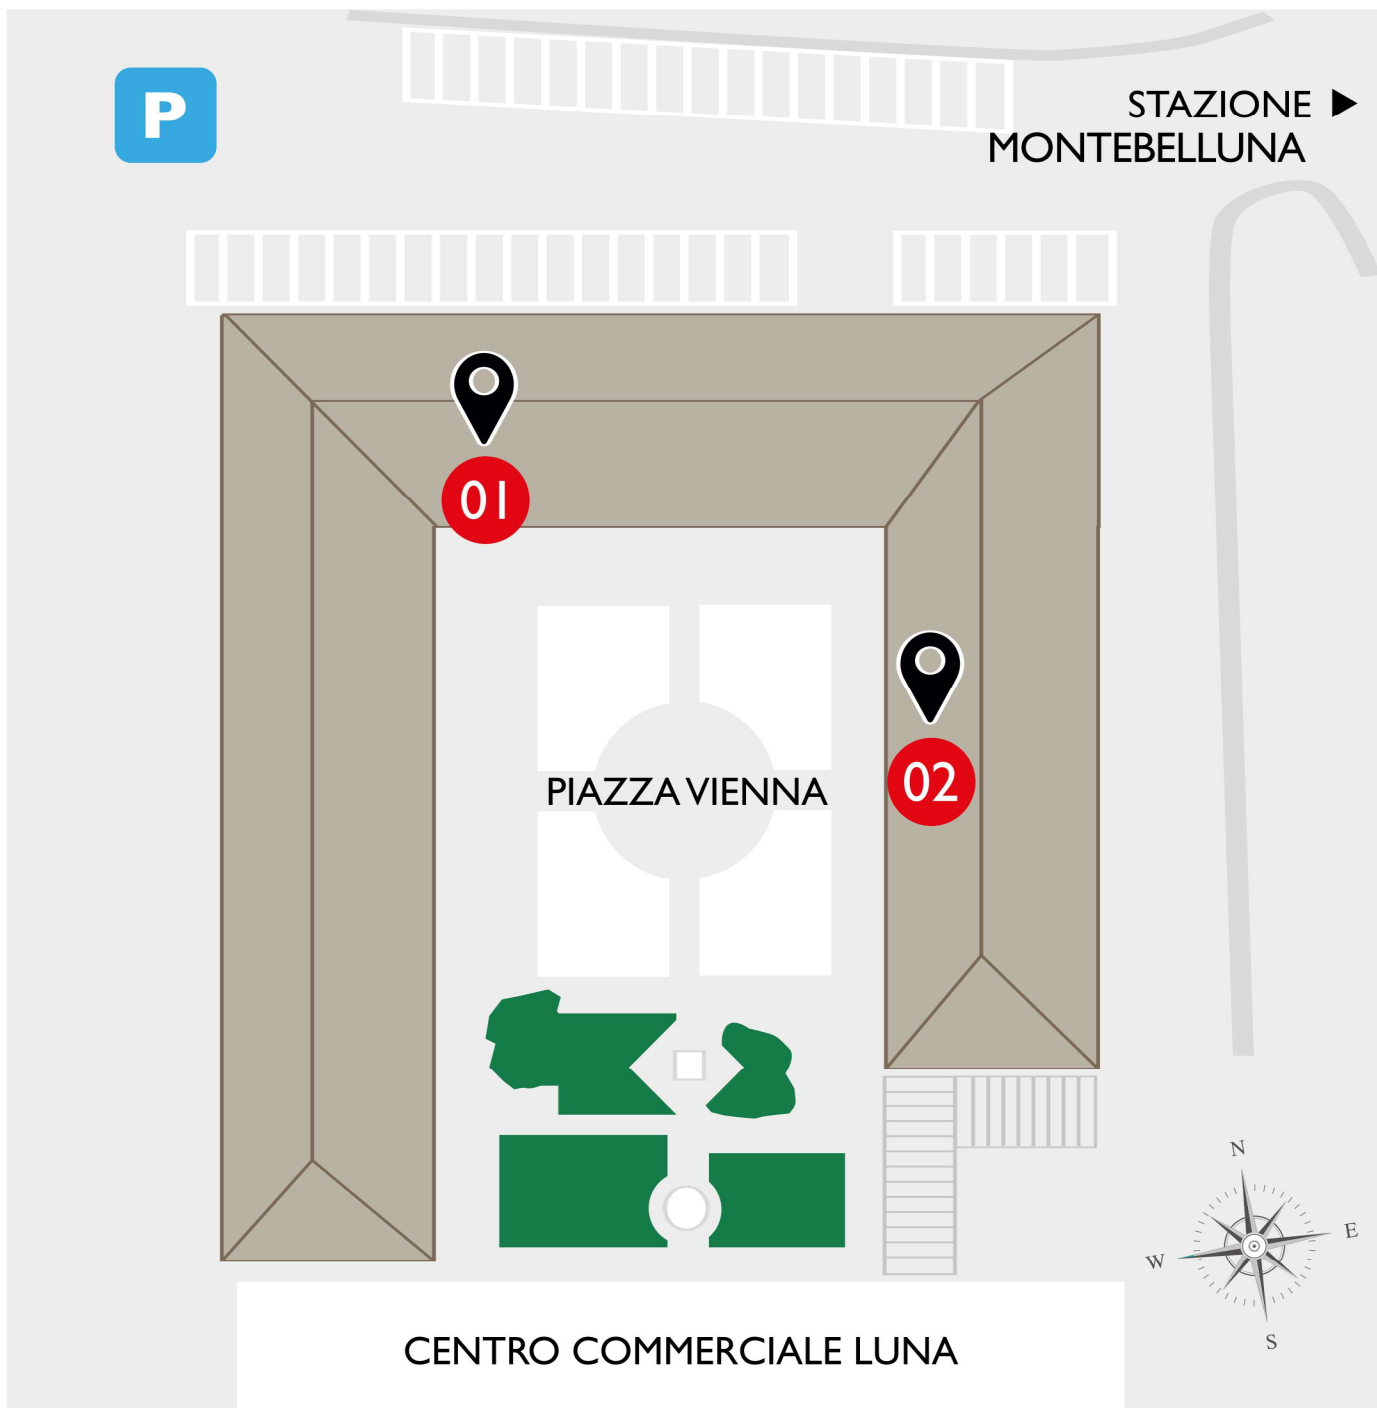 P
STAZIONE ►
MONTEBELLUNA
01
PIAZZA VIENNA
02
N
E
W
S
CENTRO COMMERCIALE LUNA